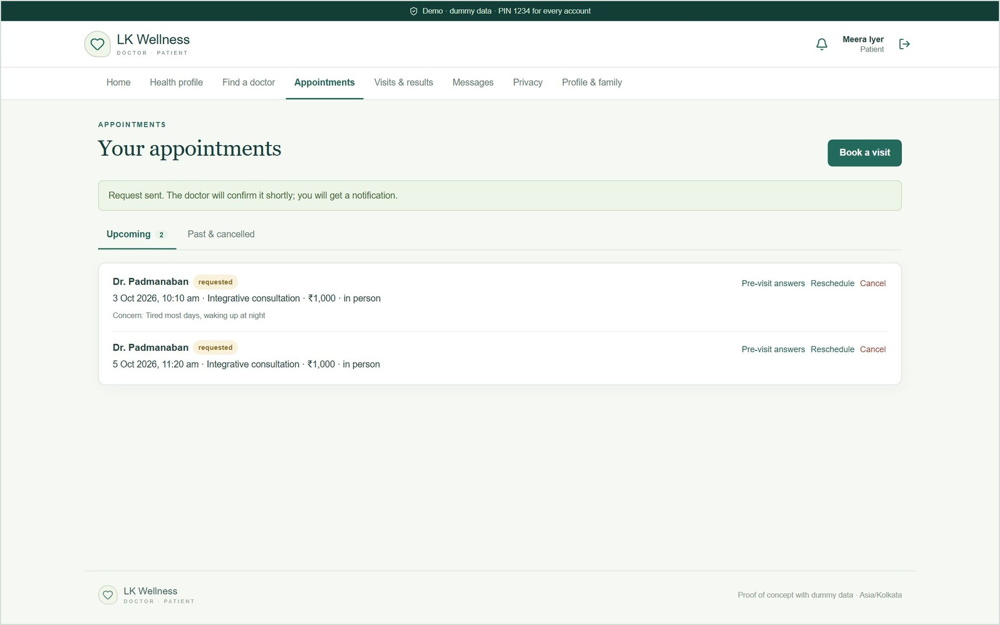 Demo · dummy data · PIN 1234 for every account
LK Wellness
DOCTOR · PATIENT
Meera Iyer
Patient
Home Health profile Find a doctor Appointments Visits & results Messages Privacy Profile & family
APPOINTMENTS
Your appointments
Book a visit
Request sent. The doctor will confirm it shortly; you will get a notification.
Upcoming 2 Past & cancelled
Dr. Padmanaban requested
Pre-visit answers Reschedule Cancel
3 Oct 2026, 10:10 am · Integrative consultation · ₹1,000 · in person
Concern: Tired most days, waking up at night
Dr. Padmanaban requested
Pre-visit answers Reschedule Cancel
5 Oct 2026, 11:20 am · Integrative consultation · ₹1,000 · in person
LK Wellness
DOCTOR · PATIENT
Proof of concept with dummy data · Asia/Kolkata